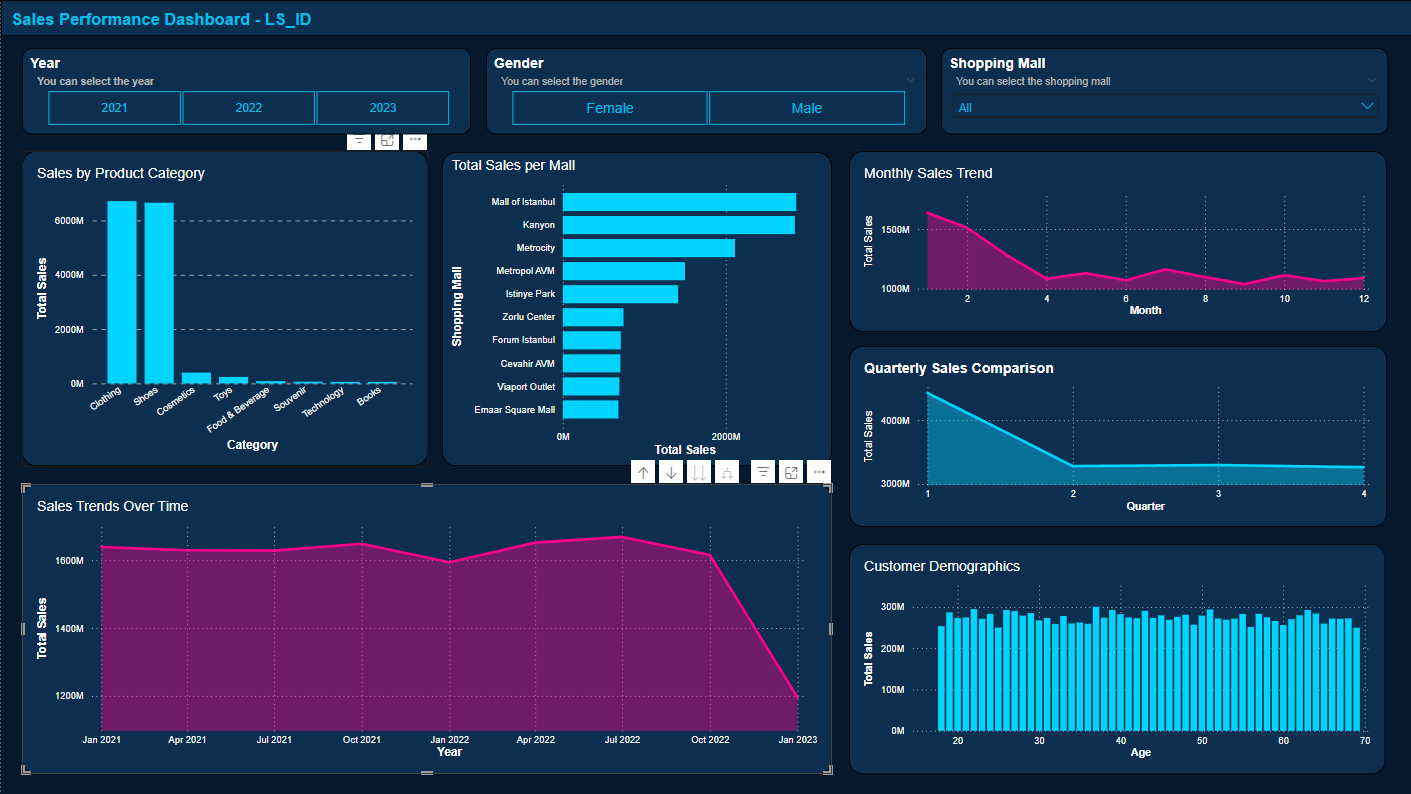 Sales Performance Dashboard - LS_ID
Year
You can select the year
2021 2022 2023
Gender
You can select the gender
Female Male
Shopping Mall
You can select the shopping mall
All
Sales by Product Category
Total Sales
6000M
4000M
2000M
0M
Clothing Shoes Cosmetics Toys Food & Beverage Souvenir Technology Books
Category
Total Sales per Mall
Shopping Mall
Mall of Istanbul
Kanyon
Metrocity
Metropol AVM
Istinye Park
Zorlu Center
Forum Istanbul
Cevahir AVM
Viaport Outlet
Emaar Square Mall
0M 2000M
Total Sales
Monthly Sales Trend
Total Sales
1500M
1000M
2 4 6 8 10 12
Month
Quarterly Sales Comparison
Total Sales
4000M
3000M
1 2 3 4
Quarter
Sales Trends Over Time
Total Sales
1600M
1400M
1200M
Jan 2021 Apr 2021 Jul 2021 Oct 2021 Jan 2022 Apr 2022 Jul 2022 Oct 2022 Jan 2023
Year
Customer Demographics
Total Sales
300M
200M
100M
0M
20 30 40 50 60 70
Age